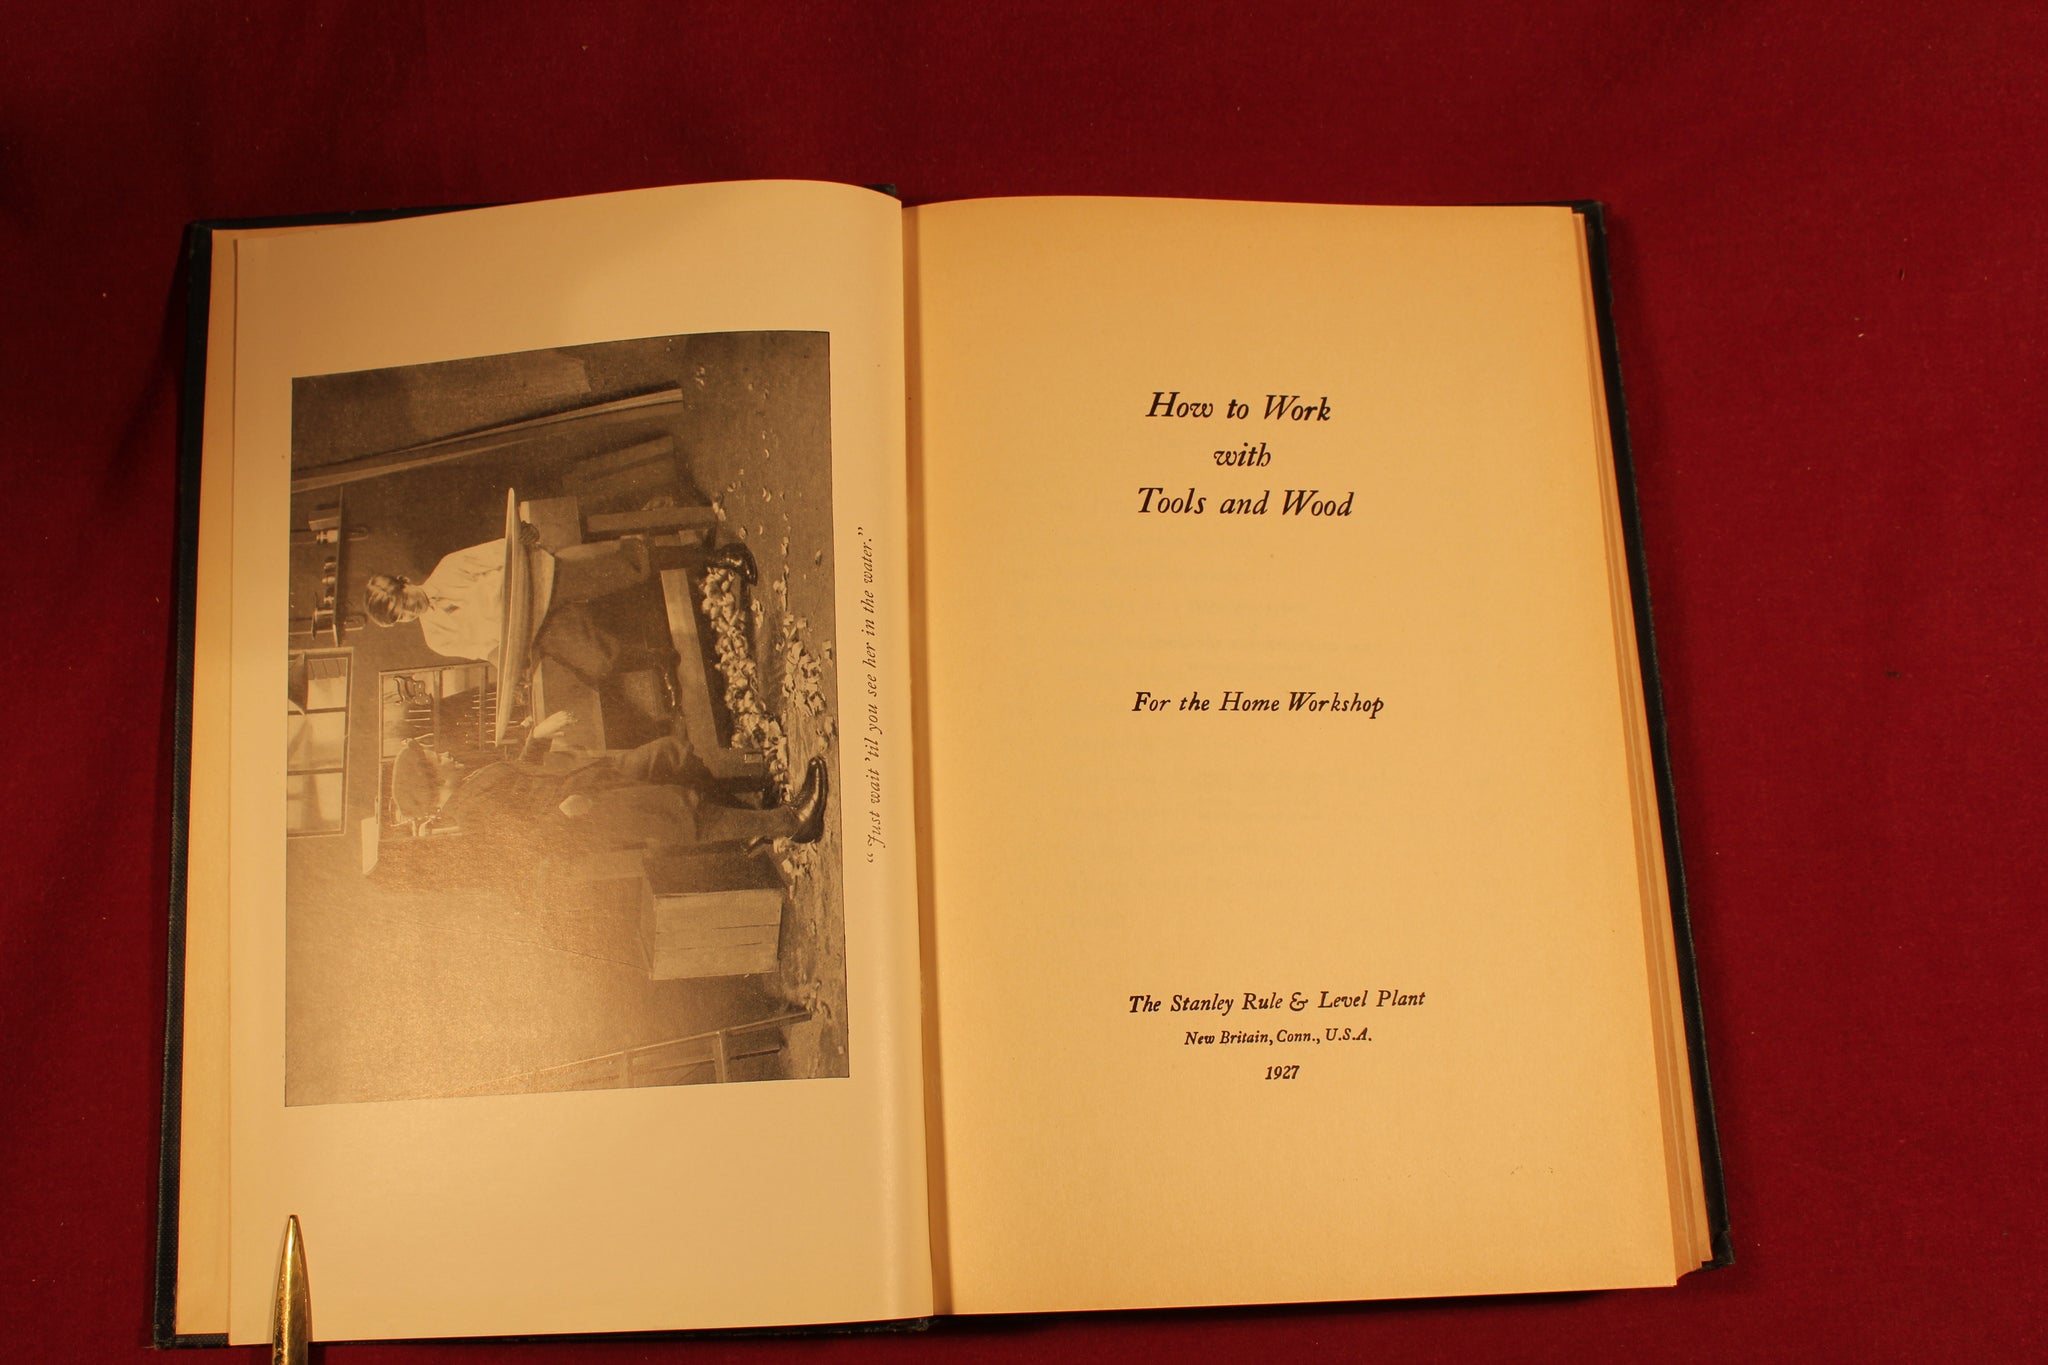 “Just wait ’til you see her in the water.”
How to Work
with
Tools and Wood
For the Home Workshop
The Stanley Rule & Level Plant
New Britain, Conn., U.S.A.
1927